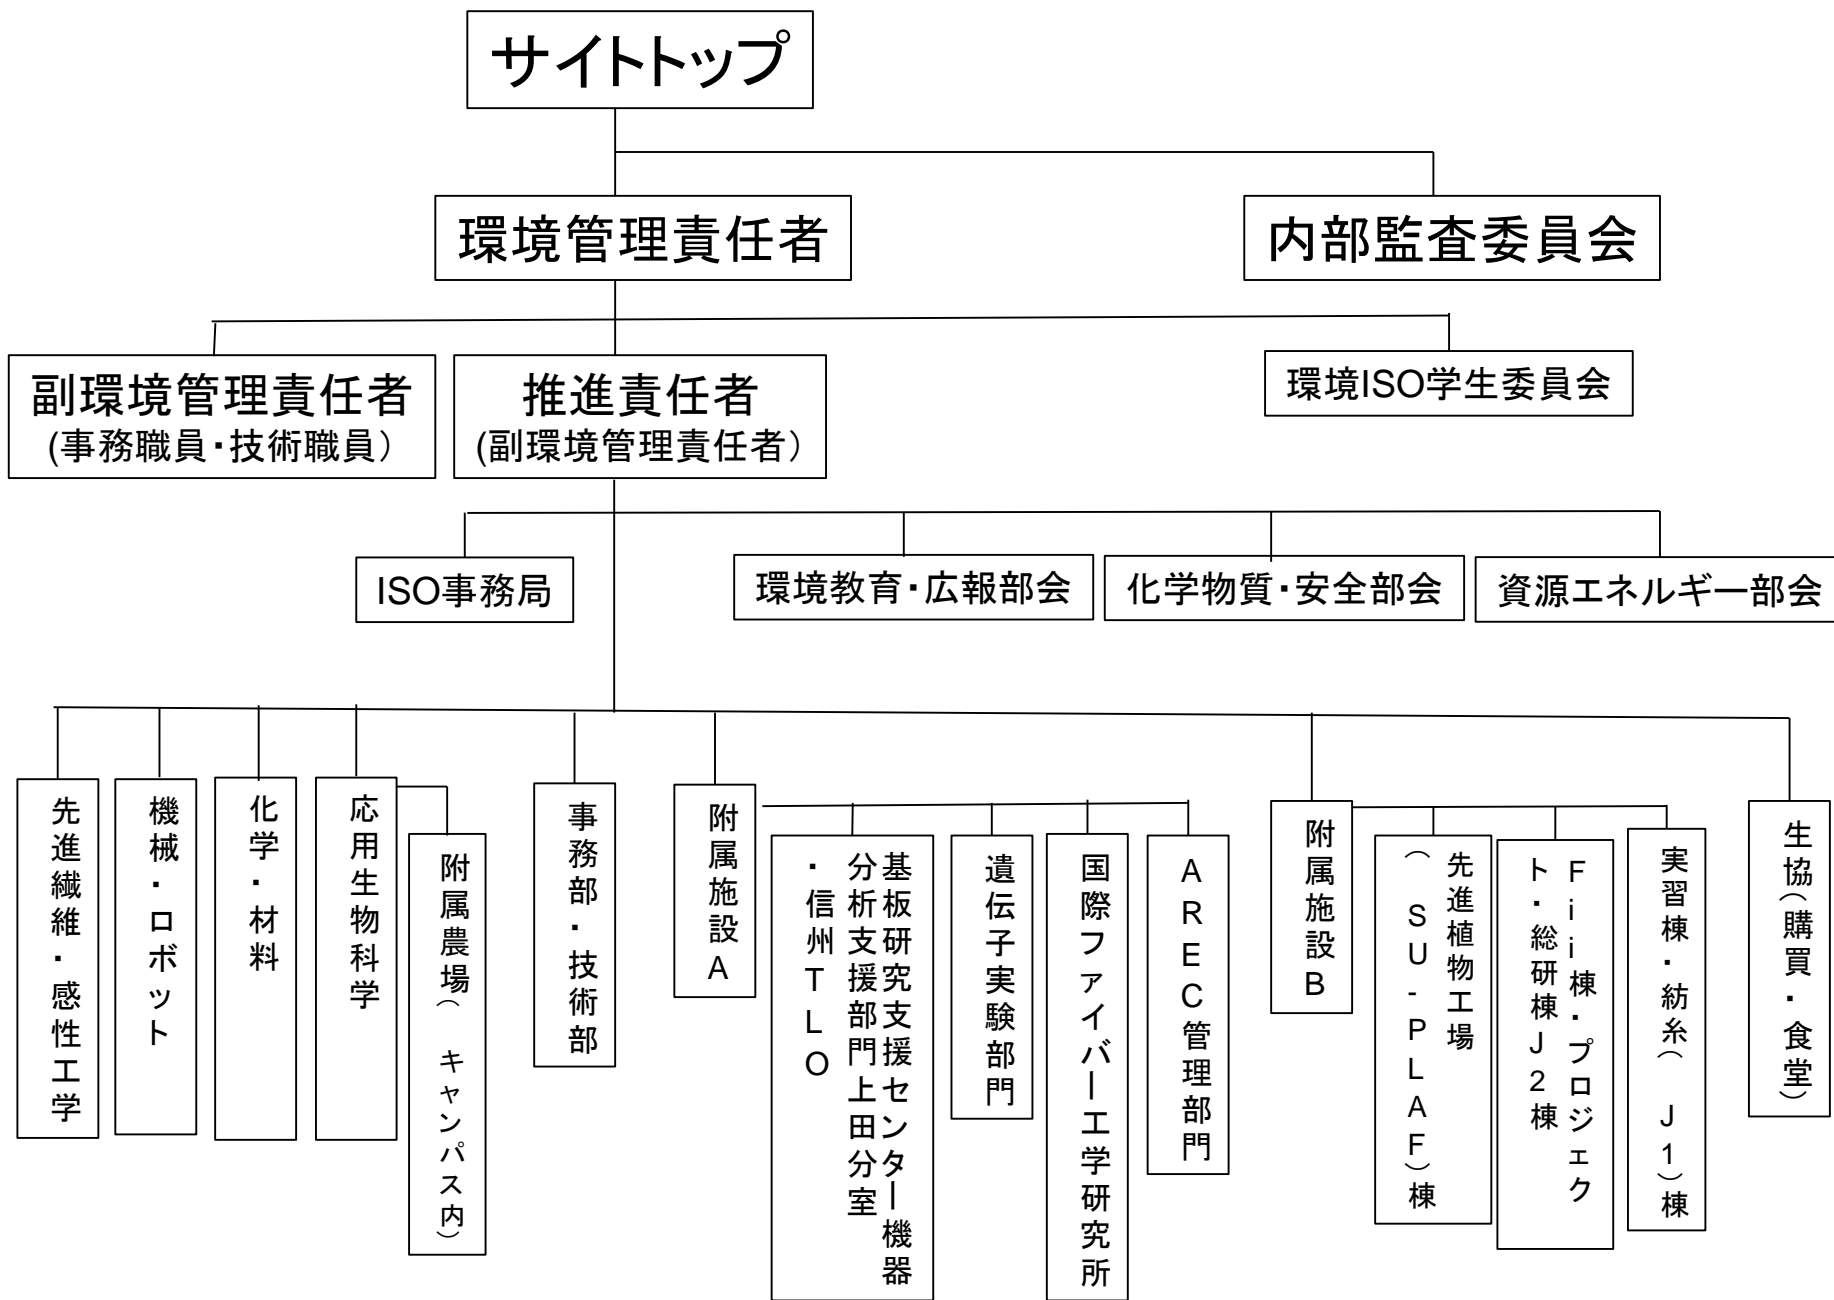 サイトトップ
環境管理責任者
内部監査委員会
副環境管理責任者
(事務職員・技術職員）
推進責任者
(副環境管理責任者）
環境ISO学生委員会
ISO事務局
環境教育・広報部会
化学物質・安全部会
資源エネルギー部会
先進繊維・感性工学
機械・ロボット
化学・材料
応用生物科学
附属農場（キャンパス内）
事務部・技術部
附属施設A
基板研究支援センター機器
分析支援部門上田分室
・信州TLO
遺伝子実験部門
国際ファイバー工学研究所
AREC管理部門
附属施設B
先進植物工場
（SU-PLAF）棟
Fii棟・プロジェク
ト・総研棟J2棟
実習棟・紡糸（J1）棟
生協（購買・食堂）